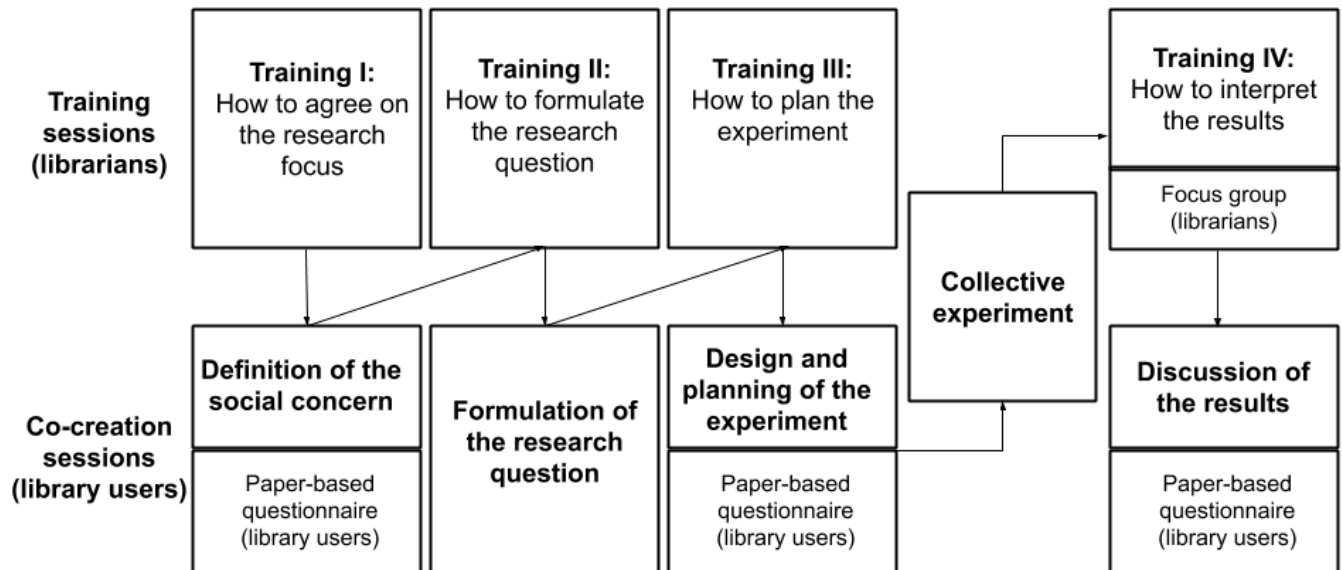 Training
sessions
(librarians)
Training I:
How to agree on
the research
focus
Training II:
How to formulate
the research
question
Training III:
How to plan the
experiment
Training IV:
How to interpret
the results
Focus group
(librarians)
Collective
experiment
Co-creation
sessions
(library users)
Definition of the
social concern
Paper-based
questionnaire
(library users)
Formulation of
the research
question
Design and
planning of the
experiment
Paper-based
questionnaire
(library users)
Discussion of
the results
Paper-based
questionnaire
(library users)